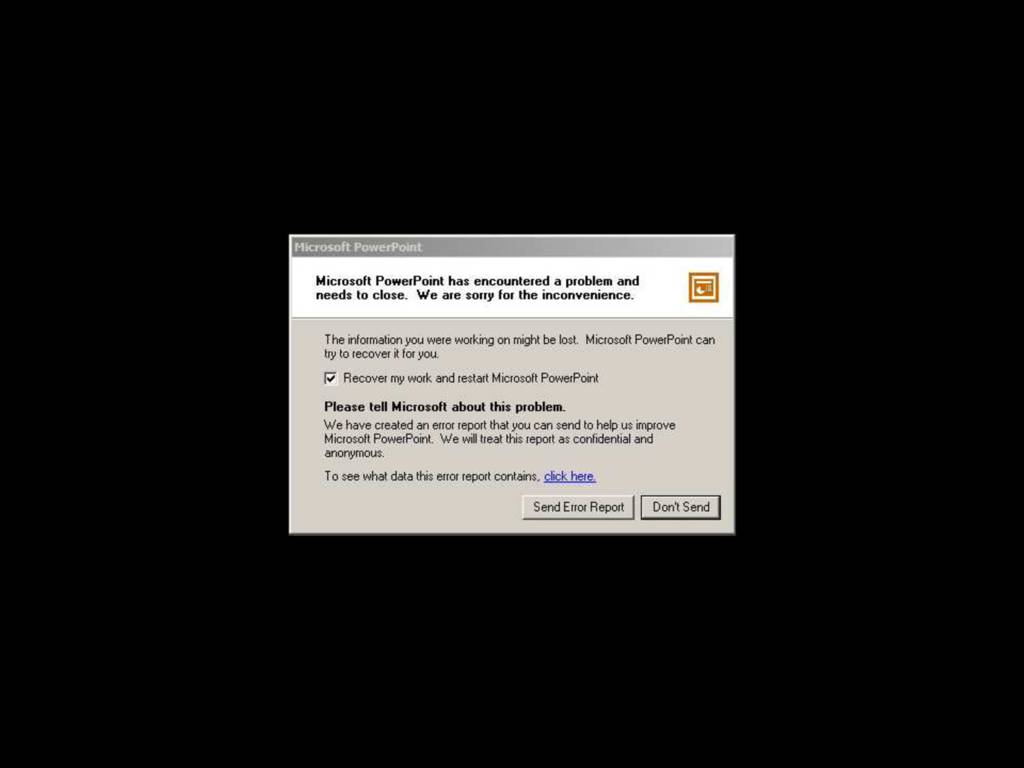 Microsoft PowerPoint
Microsoft PowerPoint has encountered a problem and
needs to close.  We are sorry for the inconvenience.
The information you were working on might be lost.  Microsoft PowerPoint can
try to recover it for you.
Recover my work and restart Microsoft PowerPoint
Please tell Microsoft about this problem.
We have created an error report that you can send to help us improve
Microsoft PowerPoint.  We will treat this report as confidential and
anonymous.
To see what data this error report contains, click here.
Send Error Report
Don't Send